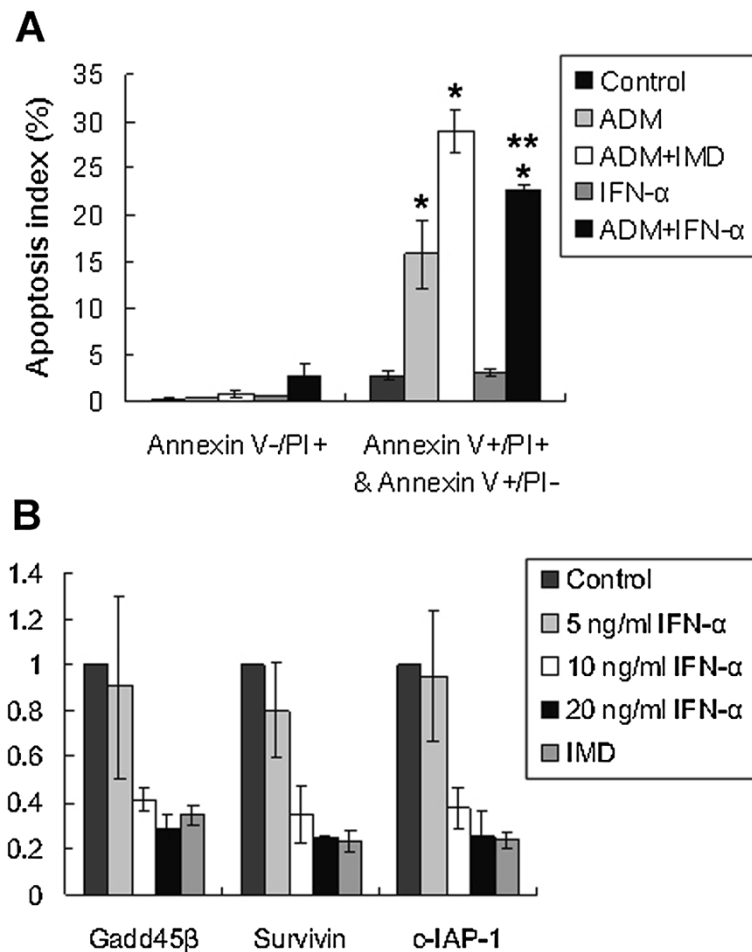 A
Apoptosis index (%)
35
30
25
20
15
10
5
0
*
*
**
*
Control
ADM
ADM+IMD
IFN-α
ADM+IFN-α
Annexin V-/PI+
Annexin V+/PI+
& Annexin V+/PI-
B
1.4
1.2
1
0.8
0.6
0.4
0.2
0
Control
5 ng/ml IFN-α
10 ng/ml IFN-α
20 ng/ml IFN-α
IMD
Gadd45β
Survivin
c-IAP-1